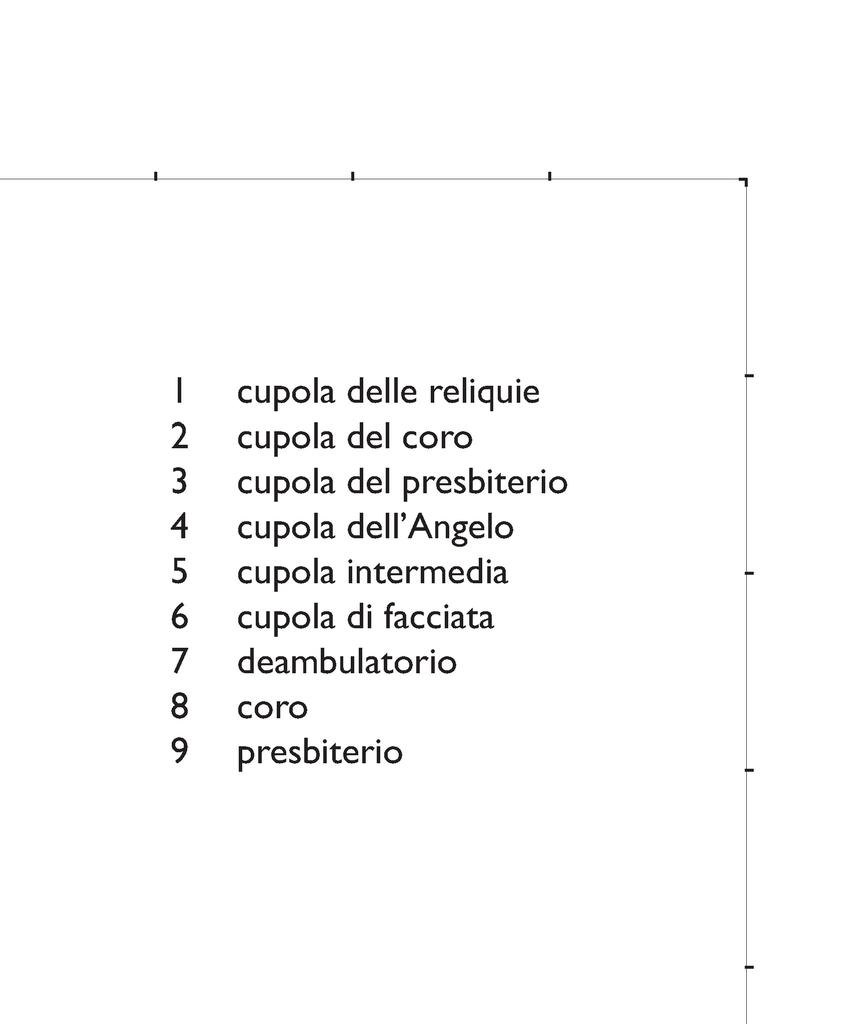 1 cupola delle reliquie
2 cupola del coro
3 cupola del presbiterio
4 cupola dell’Angelo
5 cupola intermedia
6 cupola di facciata
7 deambulatorio
8 coro
9 presbiterio